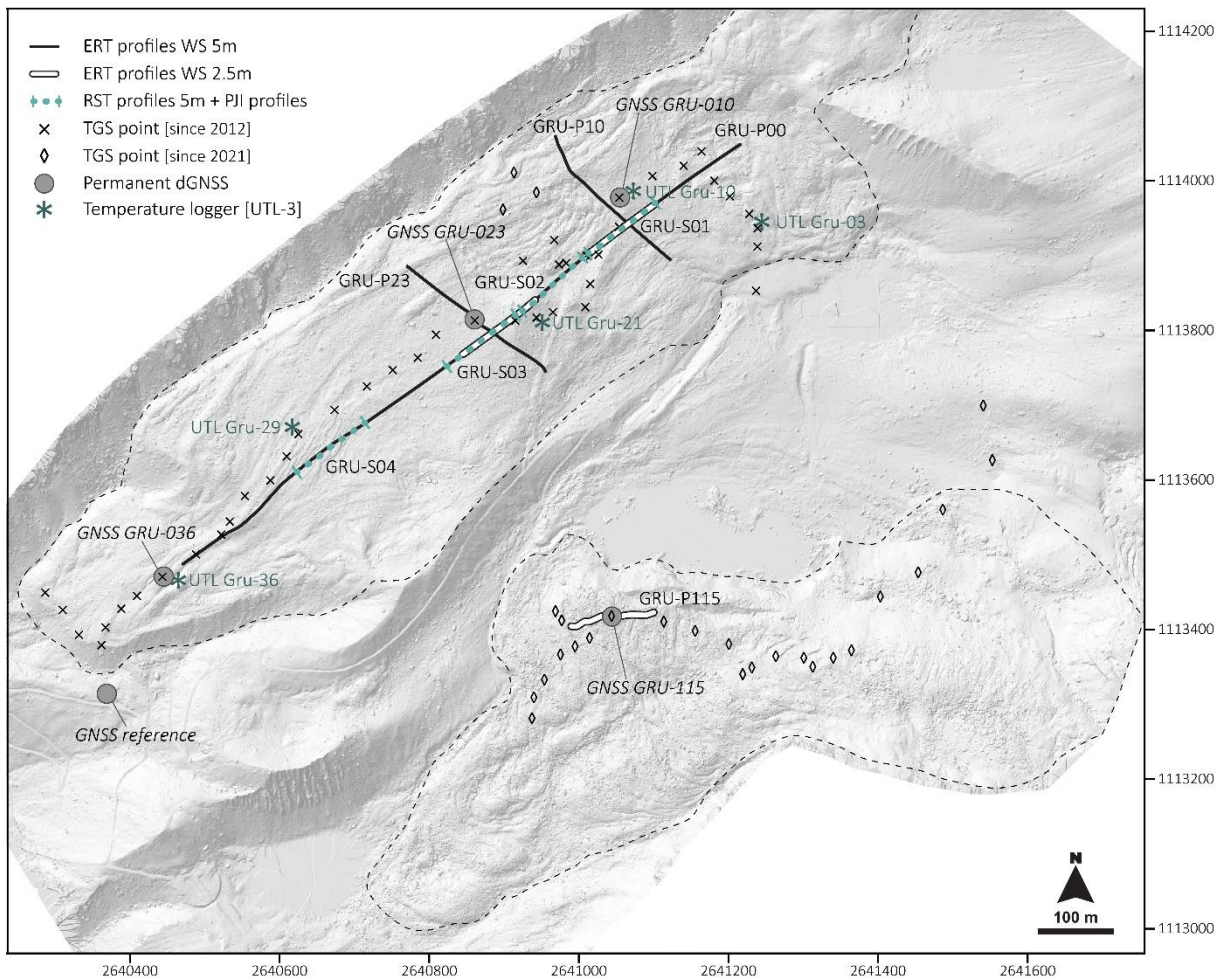 ERT profiles WS 5m
ERT profiles WS 2.5m
RST profiles 5m + PJI profiles
TGS point [since 2012]
TGS point [since 2021]
Permanent dGNSS
Temperature logger [UTL-3]
GNSS GRU-010
GRU-P10
GRU-P00
UTL Gru-10
GRU-S01
UTL Gru-03
GNSS GRU-023
GRU-P23
GRU-S02
UTL Gru-21
GRU-S03
UTL Gru-29
GRU-S04
GNSS GRU-036
UTL Gru-36
GRU-P115
GNSS GRU-115
GNSS reference
N
100 m
1114200
1114000
1113800
1113600
1113400
1113200
1113000
2640400
2640600
2640800
2641000
2641200
2641400
2641600